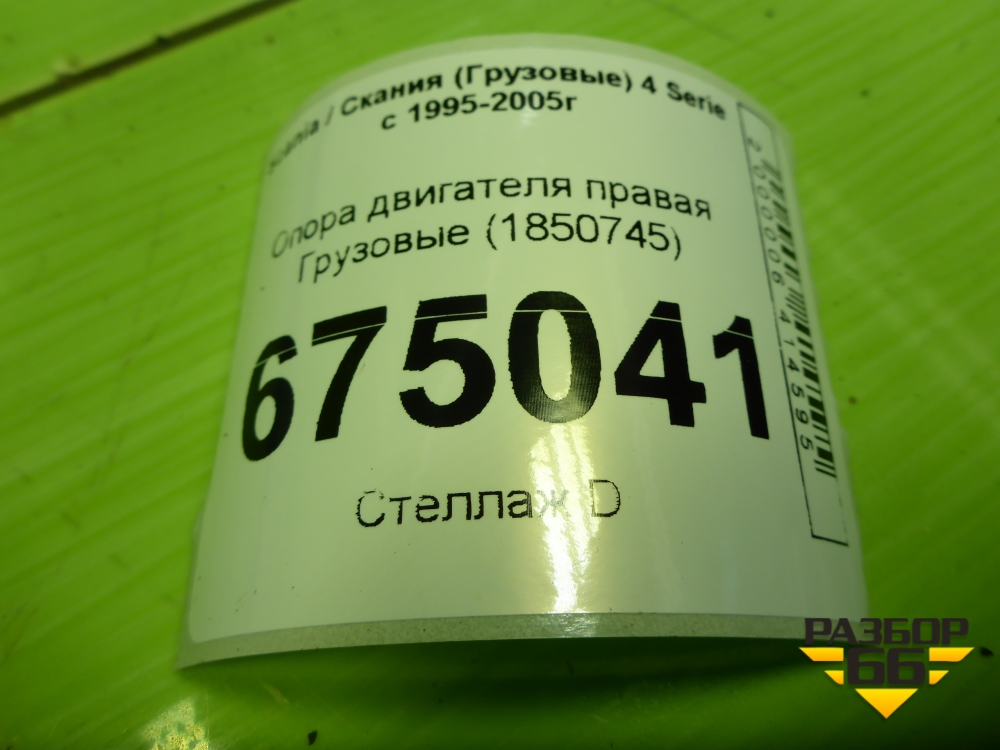 Scania / Скания (Грузовые) 4 Serie
с 1995-2005г
Опора двигателя правая
Грузовые (1850745)
675041
Стеллаж D
2000006414595
РАЗБОР
66